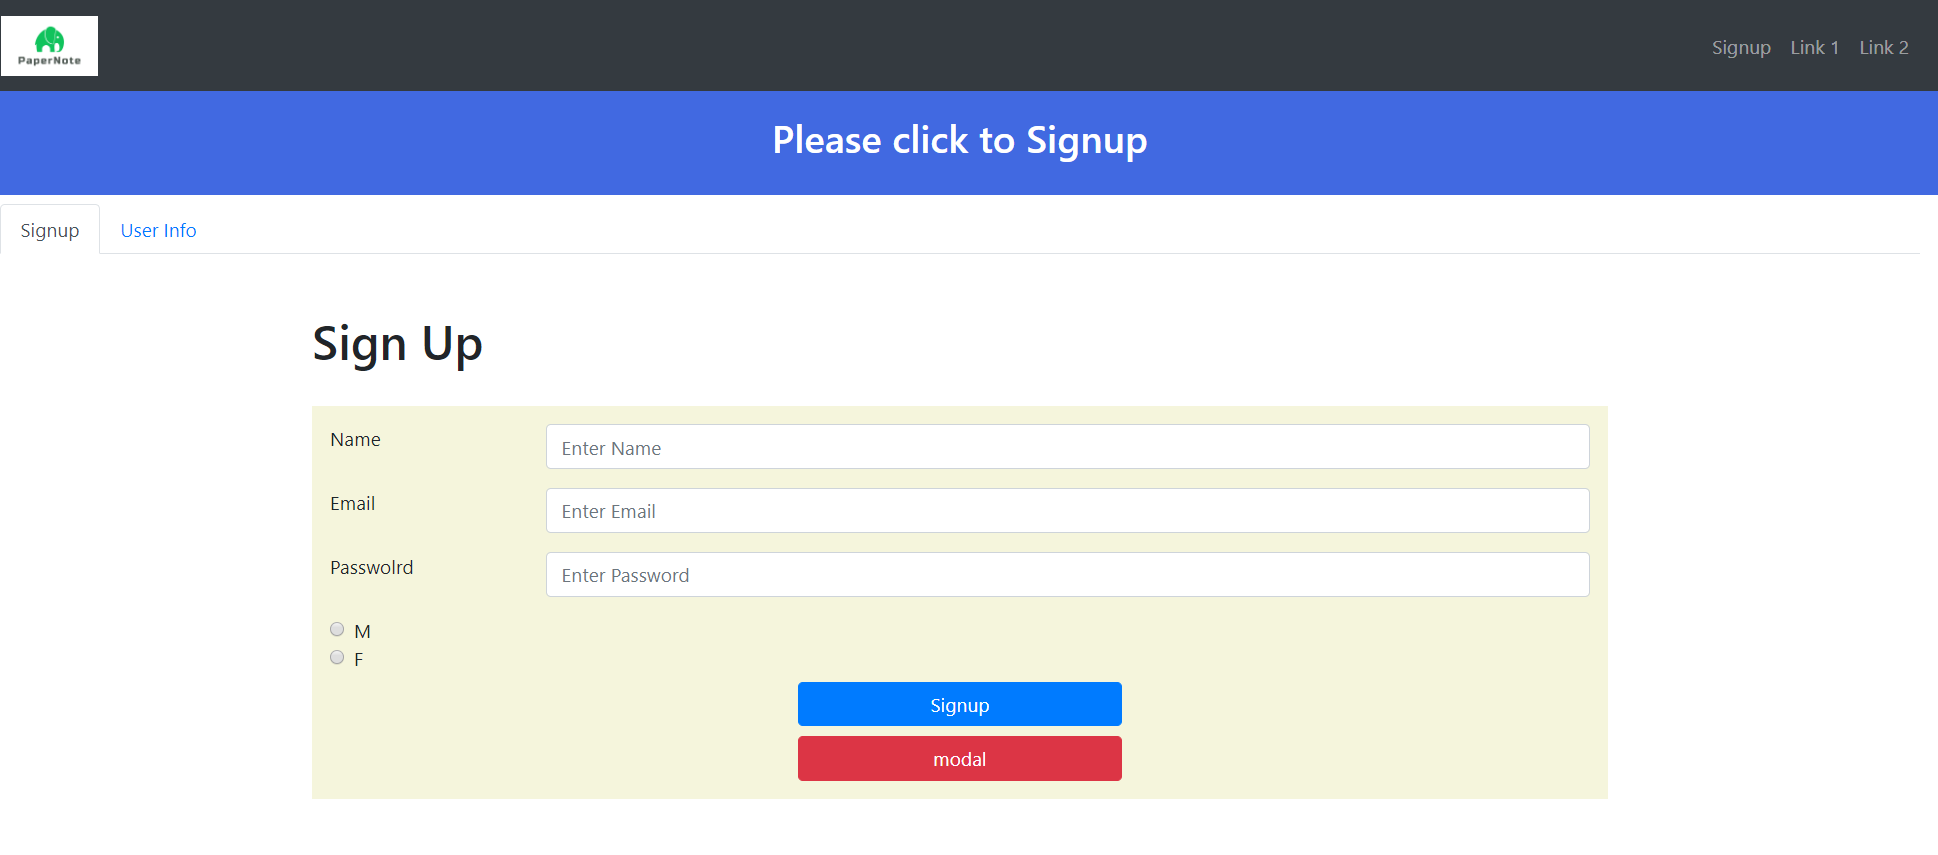 PaperNote
Signup Link 1 Link 2
Please click to Signup
Signup User Info
Sign Up
Name Enter Name
Email Enter Email
Passwolrd Enter Password
M
F
Signup
modal